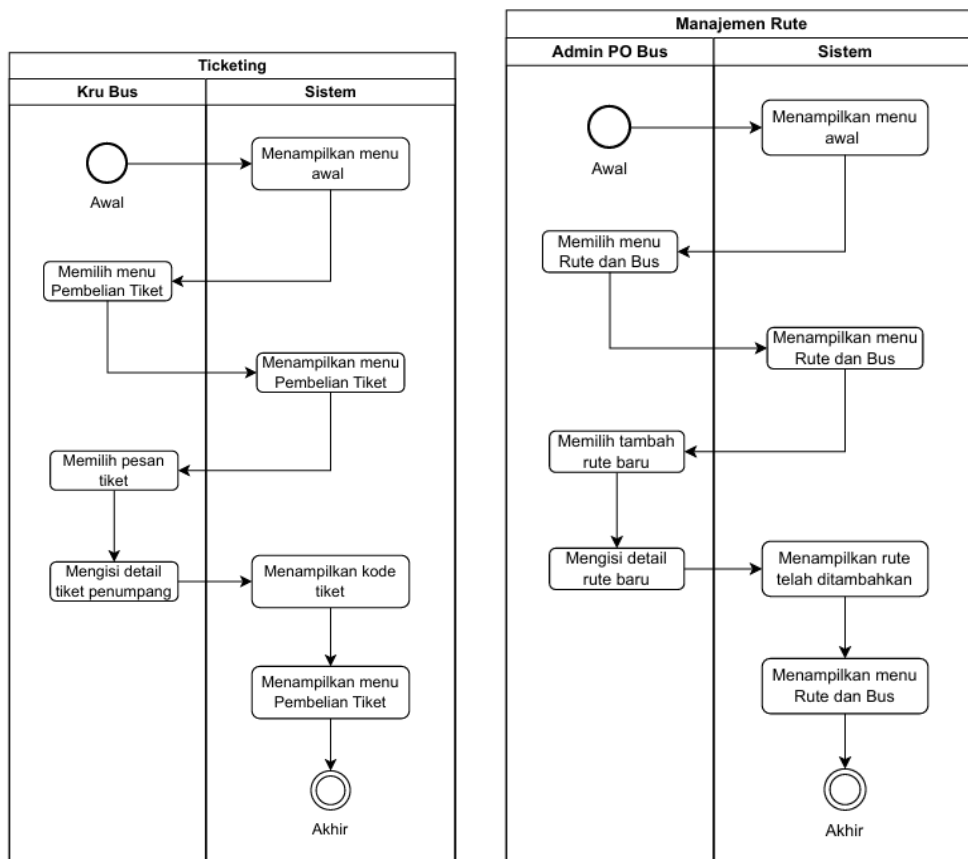 Ticketing
Kru Bus
Sistem
Awal
Menampilkan menu
awal
Memilih menu
Pembelian Tiket
Menampilkan menu
Pembelian Tiket
Memilih pesan
tiket
Mengisi detail
tiket penumpang
Menampilkan kode
tiket
Menampilkan menu
Pembelian Tiket
Akhir
Manajemen Rute
Admin PO Bus
Sistem
Awal
Menampilkan menu
awal
Memilih menu
Rute dan Bus
Menampilkan menu
Rute dan Bus
Memilih tambah
rute baru
Mengisi detail
rute baru
Menampilkan rute
telah ditambahkan
Menampilkan menu
Rute dan Bus
Akhir